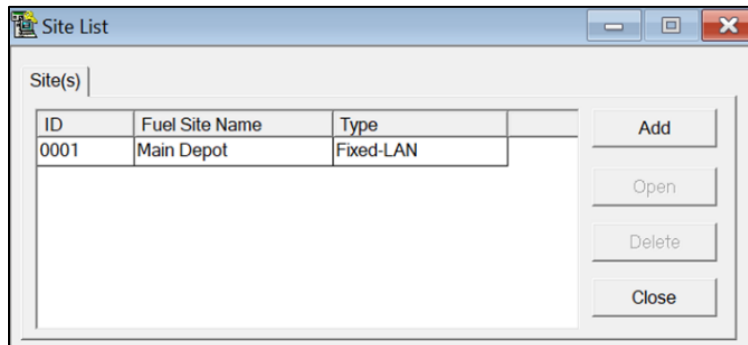 Site List
Site(s)
ID Fuel Site Name Type
0001 Main Depot Fixed-LAN
Add
Open
Delete
Close